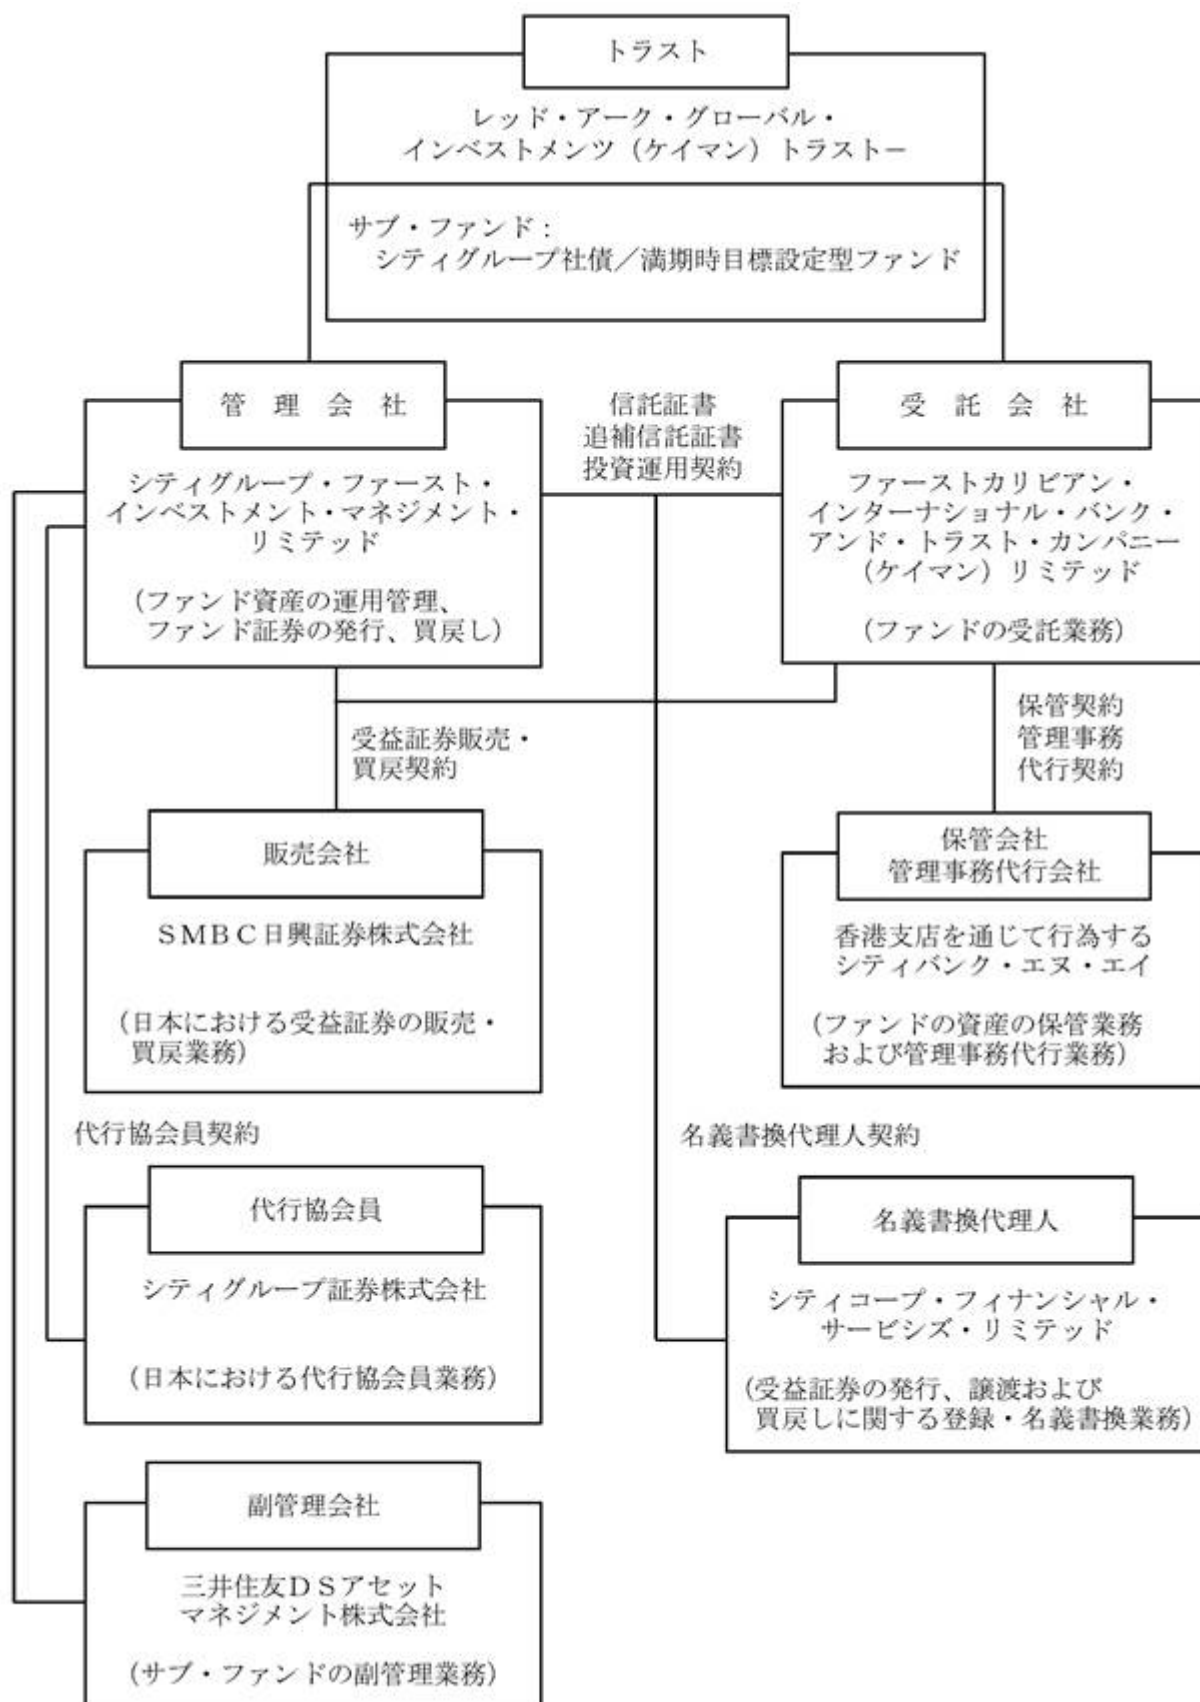 トラスト
レッド・アーク・グローバル・
インベストメンツ（ケイマン）トラスト－
サブ・ファンド：
シティグループ社債／満期時目標設定型ファンド
管　理　会　社
シティグループ・ファースト・
インベストメント・マネジメント・
リミテッド
（ファンド資産の運用管理、
ファンド証券の発行、買戻し）
信託証書
追補信託証書
投資運用契約
受　託　会　社
ファーストカリビアン・
インターナショナル・バンク・
アンド・トラスト・カンパニー
（ケイマン）リミテッド
（ファンドの受託業務）
受益証券販売・
買戻契約
保管契約
管理事務
代行契約
販売会社
ＳＭＢＣ日興証券株式会社
（日本における受益証券の販売・
買戻業務）
保管会社
管理事務代行会社
香港支店を通じて行為する
シティバンク・エヌ・エイ
（ファンドの資産の保管業務
および管理事務代行業務）
代行協会員契約
代行協会員
シティグループ証券株式会社
（日本における代行協会員業務）
名義書換代理人契約
名義書換代理人
シティコープ・フィナンシャル・
サービシズ・リミテッド
（受益証券の発行、譲渡および
買戻しに関する登録・名義書換業務）
副管理会社
三井住友ＤＳアセット
マネジメント株式会社
（サブ・ファンドの副管理業務）